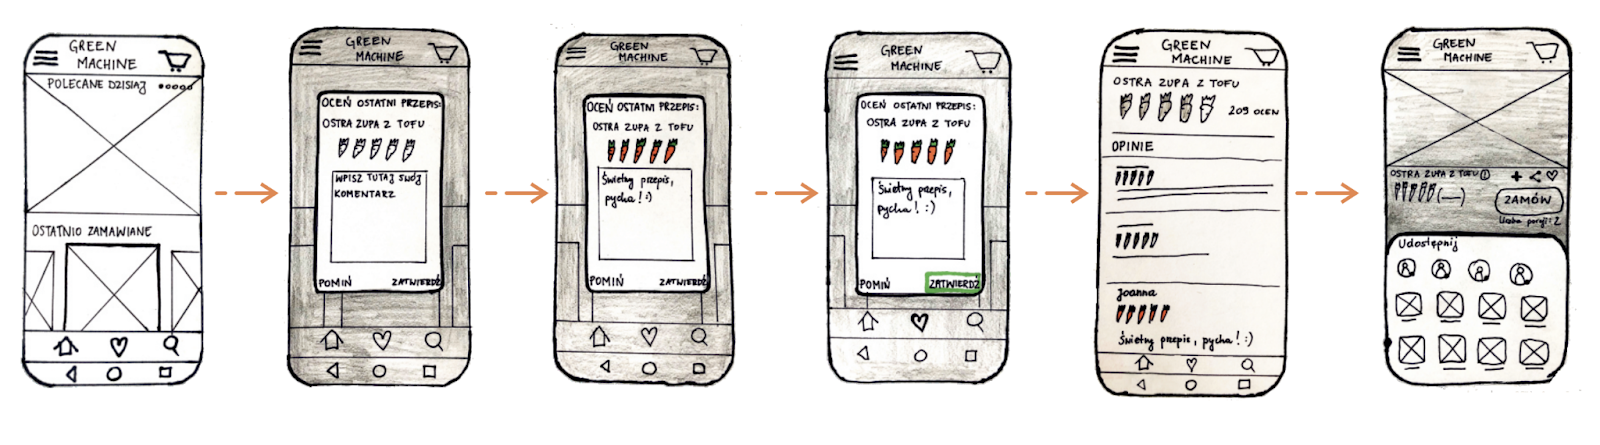 GREEN
MACHINE
POLECANE DZISIAJ
OSTATNIO ZAMAWIANE
GREEN
MACHINE
OCEŃ OSTATNI PRZEPIS:
OSTRA ZUPA Z TOFU
WPISZ TUTAJ SWÓJ
KOMENTARZ
POMIŃ ZATWIERDŹ
GREEN
MACHINE
OCEŃ OSTATNI PRZEPIS:
OSTRA ZUPA Z TOFU
Świetny przepis,
pycha! :)
POMIŃ ZATWIERDŹ
GREEN
MACHINE
OCEŃ OSTATNI PRZEPIS:
OSTRA ZUPA Z TOFU
Świetny przepis,
pycha! :)
POMIŃ ZATWIERDŹ
GREEN
MACHINE
OSTRA ZUPA Z TOFU
209 OCEN
OPINIE
Joanna
Świetny przepis, pycha! :)
GREEN
MACHINE
OSTRA ZUPA Z TOFU
ZAMÓW
Liczba porcji: 2
Udostępnij